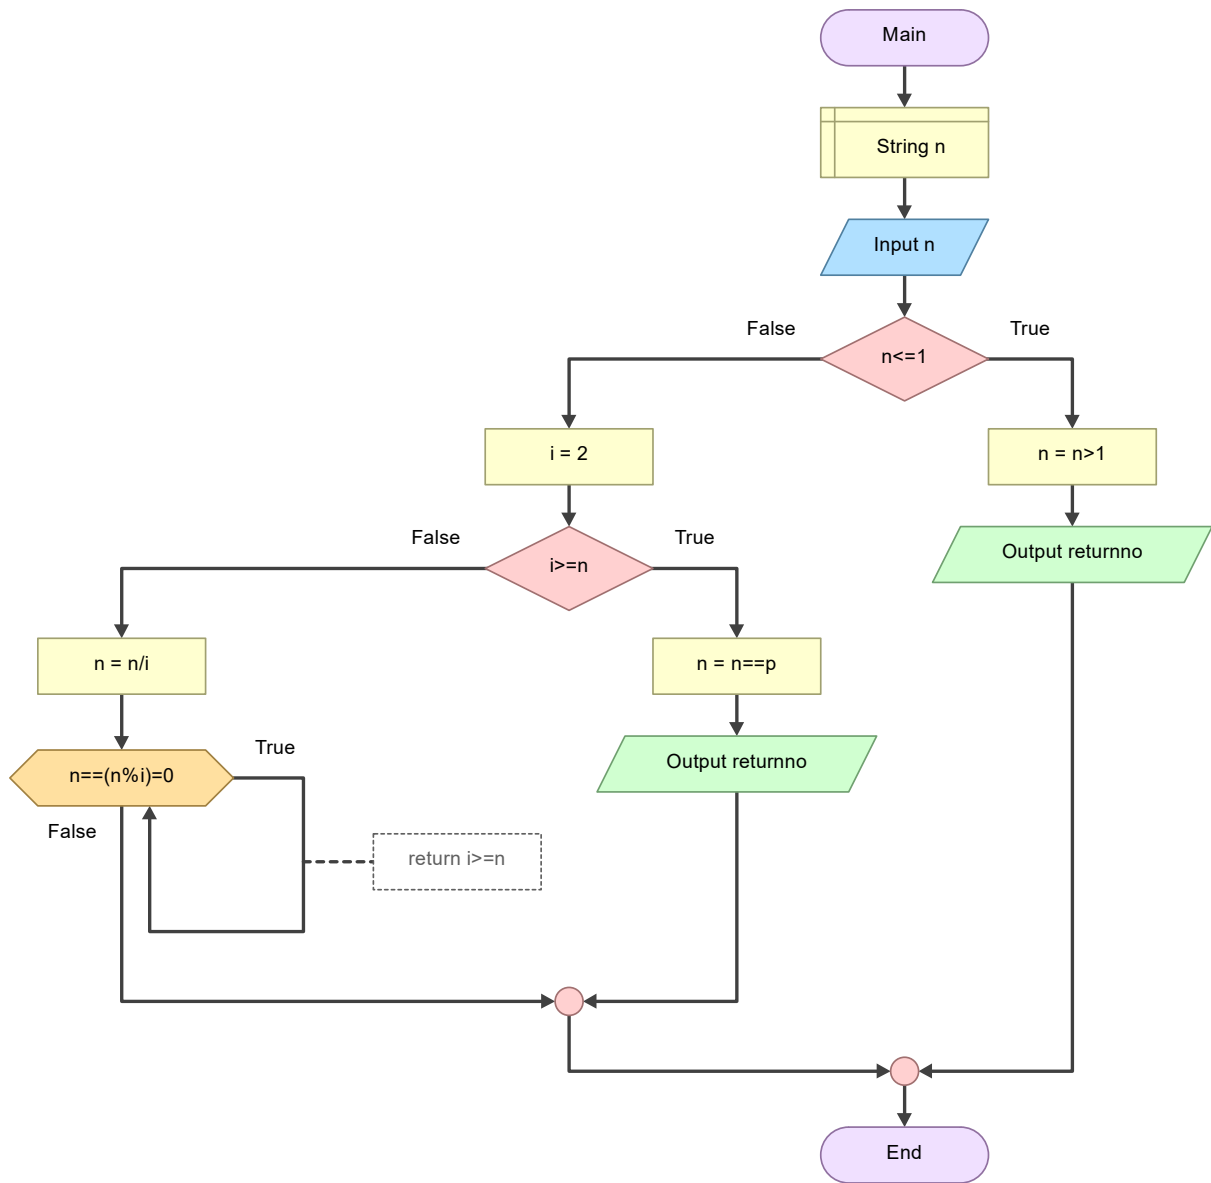 Main
String n
Input n
False
True
n<=1
i = 2
n = n>1
False
True
i>=n
Output returnno
n = n/i
n = n==p
True
n==(n%i)=0
Output returnno
False
return i>=n
End